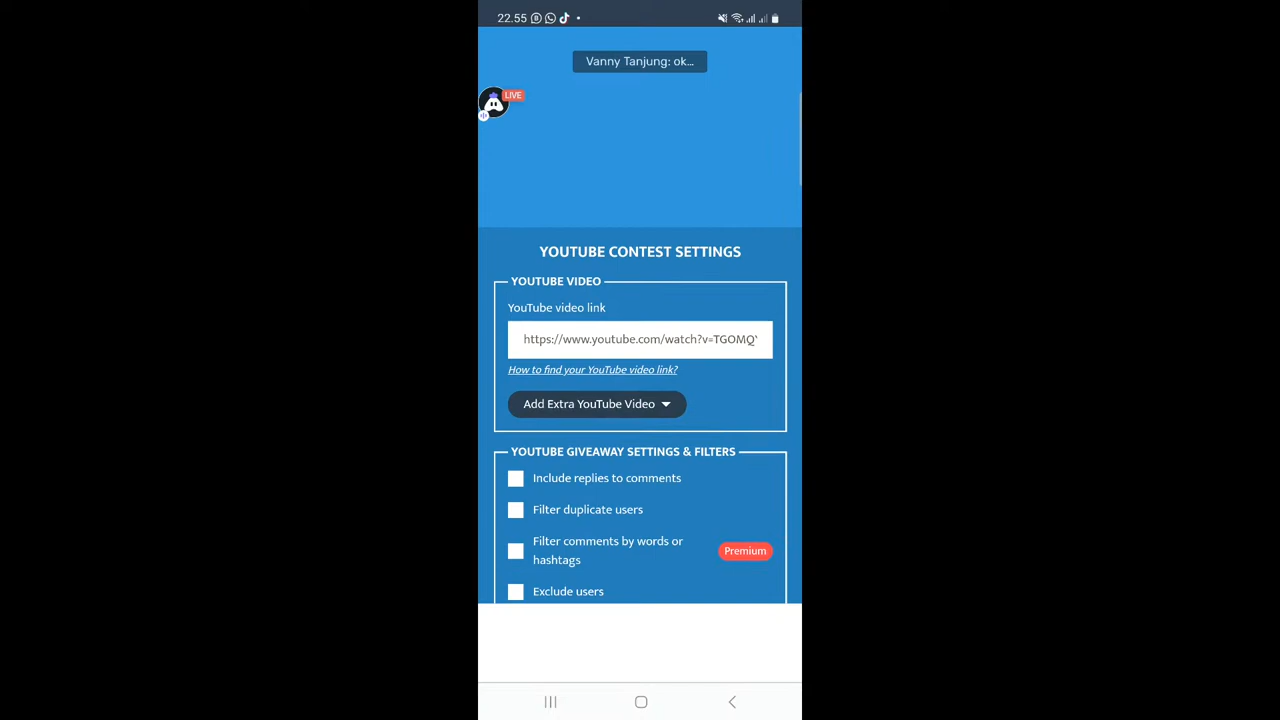 22.55
Vanny Tanjung: ok...
LIVE
YOUTUBE CONTEST SETTINGS
YOUTUBE VIDEO
YouTube video link
https://www.youtube.com/watch?v=TGOMQ
How to find your YouTube video link?
Add Extra YouTube Video
YOUTUBE GIVEAWAY SETTINGS & FILTERS
Include replies to comments
Filter duplicate users
Filter comments by words or
hashtags
Premium
Exclude users